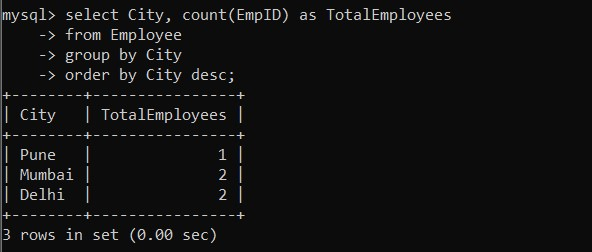 mysql> select City, count(EmpID) as TotalEmployees
    -> from Employee
    -> group by City
    -> order by City desc;
+--------+----------------+
| City   | TotalEmployees |
+--------+----------------+
| Pune   |              1 |
| Mumbai |              2 |
| Delhi  |              2 |
+--------+----------------+
3 rows in set (0.00 sec)